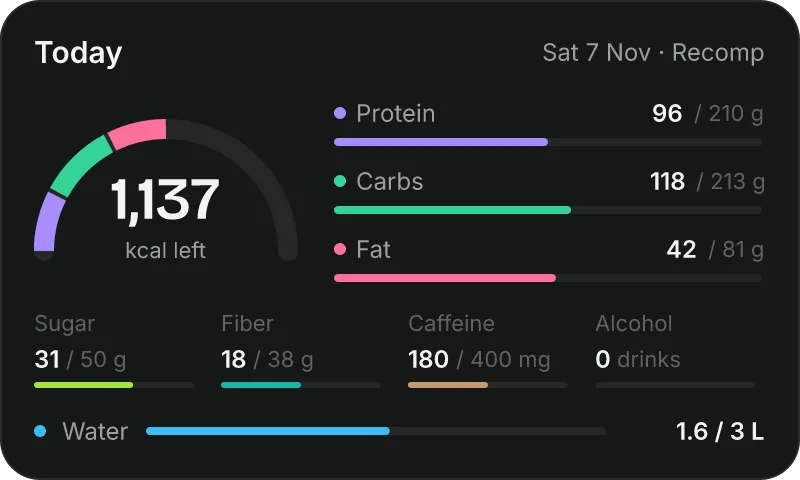 Today
Sat 7 Nov · Recomp
1,137
kcal left
Protein 96 / 210 g
Carbs 118 / 213 g
Fat 42 / 81 g
Sugar
31 / 50 g
Fiber
18 / 38 g
Caffeine
180 / 400 mg
Alcohol
0 drinks
Water 1.6 / 3 L